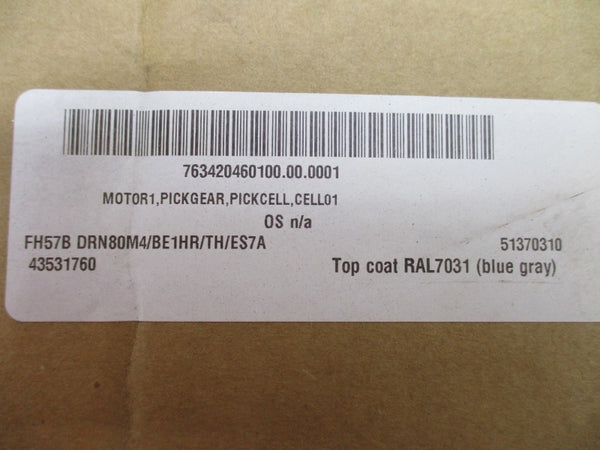 763420460100.00.0001
MOTOR1,PICKGEAR,PICKCELL,CELL01
OS n/a
FH57B DRN80M4/BE1HR/TH/ES7A 51370310
43531760 Top coat RAL7031 (blue gray)